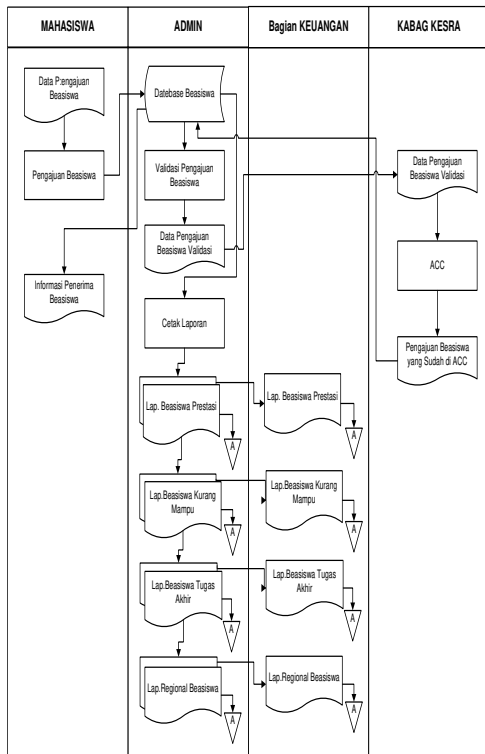 MAHASISWA
ADMIN
Bagian KEUANGAN
KABAG KESRA
Data P:engajuan
Beasiswa
Pengajuan Beasiswa
Informasi Penerima
Beasiswa
Datebase Beasiswa
Validasi Pengajuan
Beasiswa
Data Pengajuan
Beasiswa Validasi
Cetak Laporan
Lap. Beasiswa Prestasi
A
Lap.Beasiswa Kurang
Mampu
A
Lap.Beasiswa Tugas
Akhir
A
Lap.Regional Beasiswa
A
Lap. Beasiswa Prestasi
A
Lap.Beasiswa Kurang
Mampu
A
Lap.Beasiswa Tugas
Akhir
A
Lap.Regional Beasiswa
A
Data Pengajuan
Beasiswa Validasi
ACC
Pengajuan Beasiswa
yang Sudah di ACC